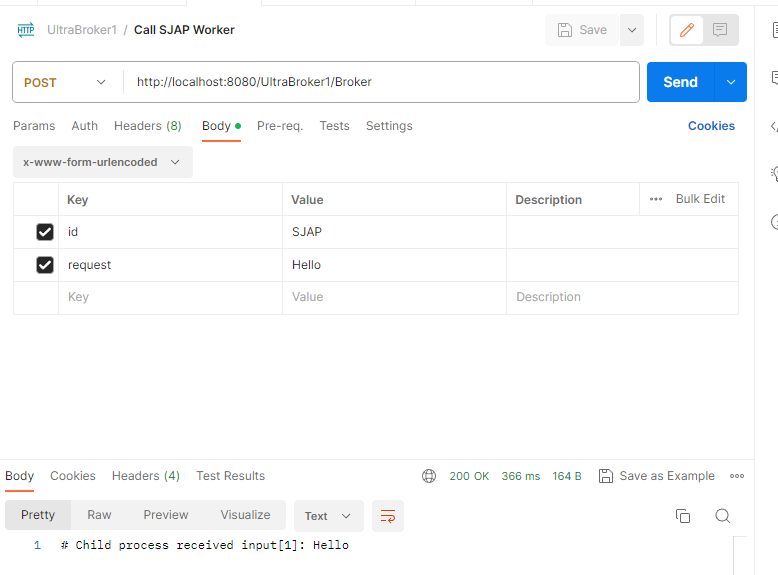 HTTP UltraBroker1 / Call SJAP Worker Save
POST http://localhost:8080/UltraBroker1/Broker Send
Params Auth Headers (8) Body Pre-req. Tests Settings Cookies
x-www-form-urlencoded
Key Value Description ••• Bulk Edit
id SJAP
request Hello
Key Value Description
Body Cookies Headers (4) Test Results 200 OK 366 ms 164 B Save as Example •••
Pretty Raw Preview Visualize Text
1 # Child process received input[1]: Hello